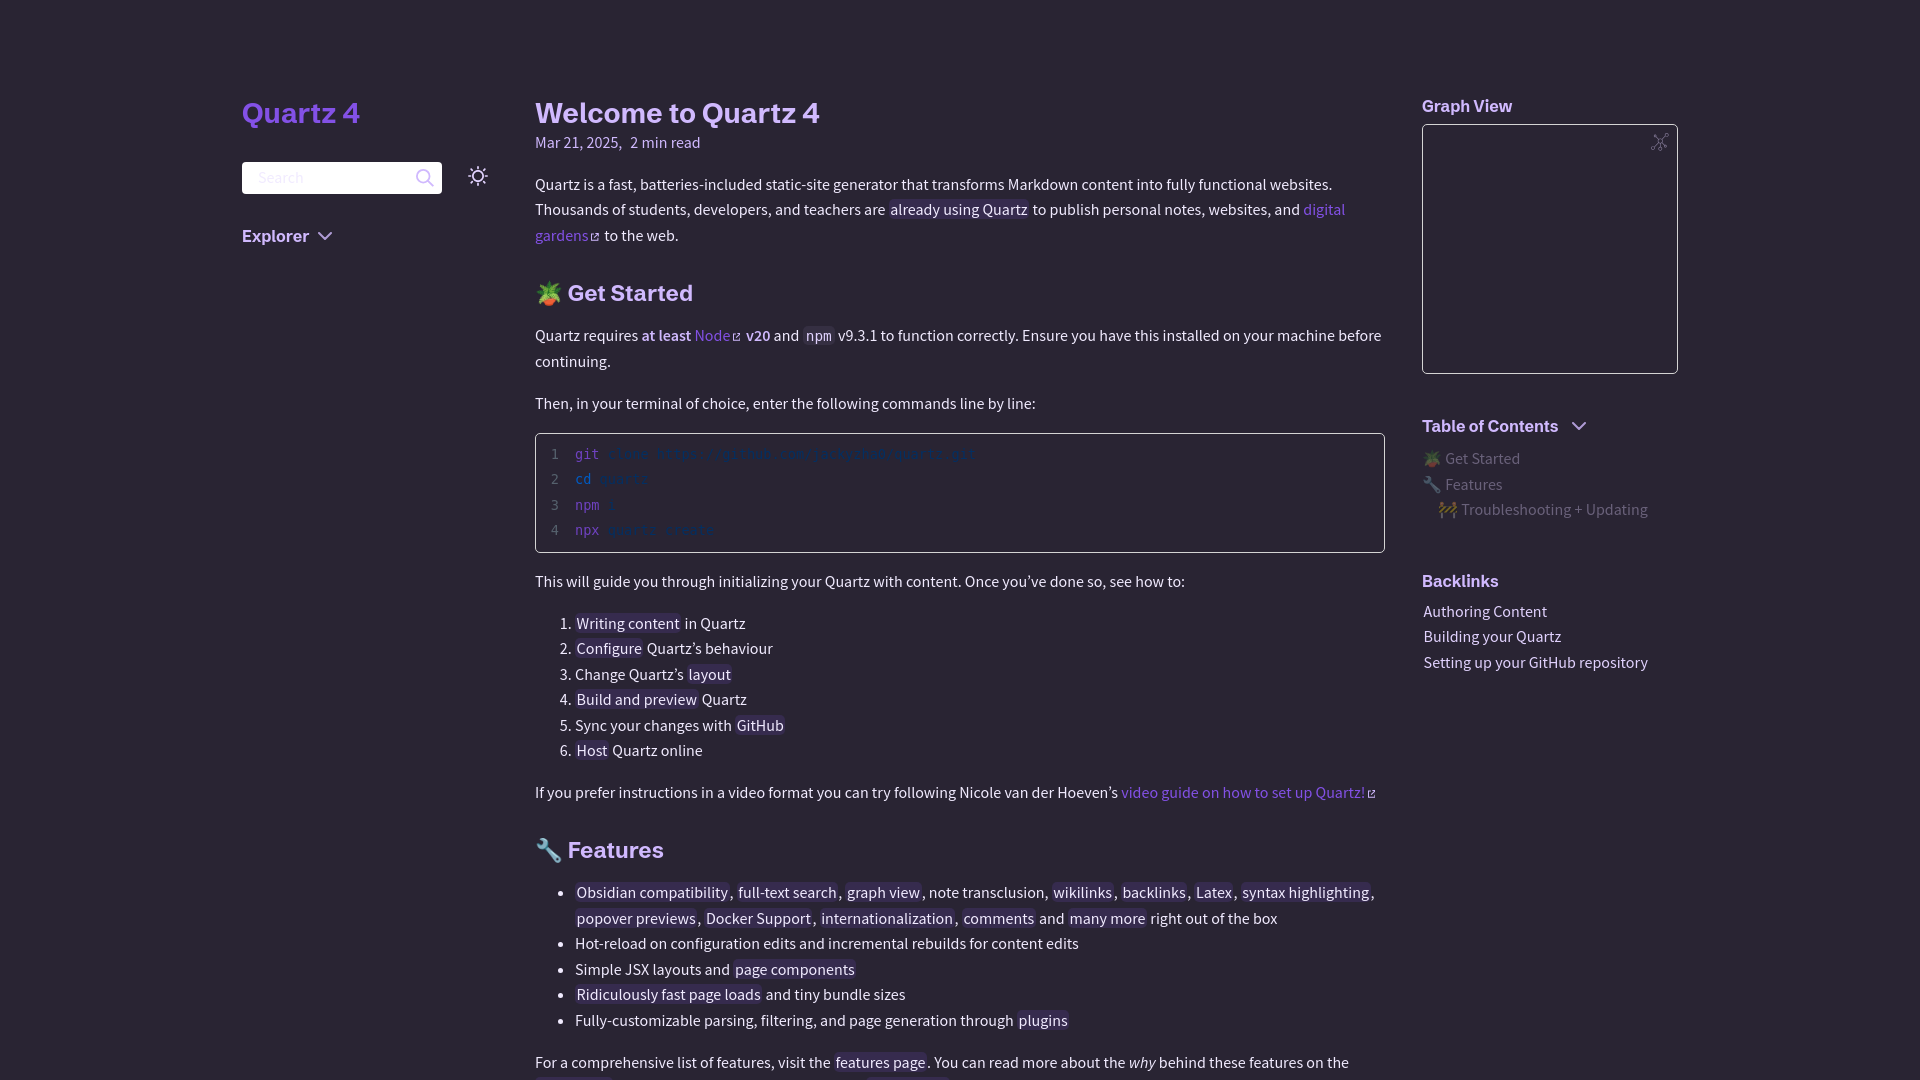 Quartz 4
Search
Explorer
Welcome to Quartz 4
Mar 21, 2025, 2 min read
Quartz is a fast, batteries-included static-site generator that transforms Markdown content into fully functional websites.
Thousands of students, developers, and teachers are already using Quartz to publish personal notes, websites, and digital
gardens to the web.
🪴 Get Started
Quartz requires at least Node v20 and npm v9.3.1 to function correctly. Ensure you have this installed on your machine before
continuing.
Then, in your terminal of choice, enter the following commands line by line:
1 git
2 cd
3 npm
4 npx
This will guide you through initializing your Quartz with content. Once you’ve done so, see how to:
1. Writing content in Quartz
2. Configure Quartz’s behaviour
3. Change Quartz’s layout
4. Build and preview Quartz
5. Sync your changes with GitHub
6. Host Quartz online
If you prefer instructions in a video format you can try following Nicole van der Hoeven’s video guide on how to set up Quartz!
🔧 Features
• Obsidian compatibility, full-text search, graph view, note transclusion, wikilinks, backlinks, Latex, syntax highlighting,
popover previews, Docker Support, internationalization, comments and many more right out of the box
• Hot-reload on configuration edits and incremental rebuilds for content edits
• Simple JSX layouts and page components
• Ridiculously fast page loads and tiny bundle sizes
• Fully-customizable parsing, filtering, and page generation through plugins
For a comprehensive list of features, visit the features page. You can read more about the why behind these features on the
Graph View
Table of Contents
🪴 Get Started
🔧 Features
🚧 Troubleshooting + Updating
Backlinks
Authoring Content
Building your Quartz
Setting up your GitHub repository